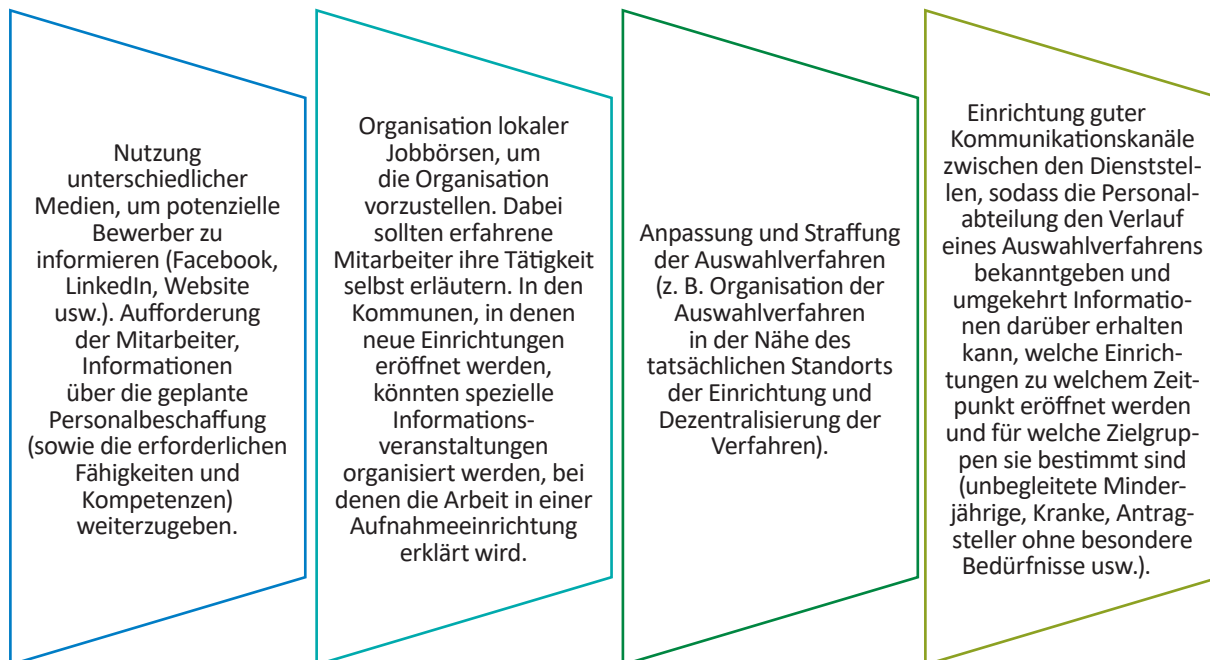 Nutzung
unterschiedlicher
Medien, um potenzielle
Bewerber zu
informieren (Facebook,
LinkedIn, Website
usw.). Aufforderung
der Mitarbeiter,
Informationen
über die geplante
Personalbeschaffung
(sowie die erforderlichen
Fähigkeiten und
Kompetenzen)
weiterzugeben.
Organisation lokaler
Jobbörsen, um
die Organisation
vorzustellen. Dabei
sollten erfahrene
Mitarbeiter ihre Tätigkeit
selbst erläutern. In den
Kommunen, in denen
neue Einrichtungen
eröffnet werden,
könnten spezielle
Informations-
veranstaltungen
organisiert werden, bei
denen die Arbeit in einer
Aufnahmeeinrichtung
erklärt wird.
Anpassung und Straffung
der Auswahlverfahren
(z. B. Organisation der
Auswahlverfahren
in der Nähe des
tatsächlichen Standorts
der Einrichtung und
Dezentralisierung der
Verfahren).
Einrichtung guter
Kommunikationskanäle
zwischen den Dienststel-
len, sodass die Personal-
abteilung den Verlauf
eines Auswahlverfahrens
bekanntgeben und
umgekehrt Informatio-
nen darüber erhalten
kann, welche Einrich-
tungen zu welchem Zeit-
punkt eröffnet werden
und für welche Zielgrup-
pen sie bestimmt sind
(unbegleitete Minder-
jährige, Kranke, Antrag-
steller ohne besondere
Bedürfnisse usw.).